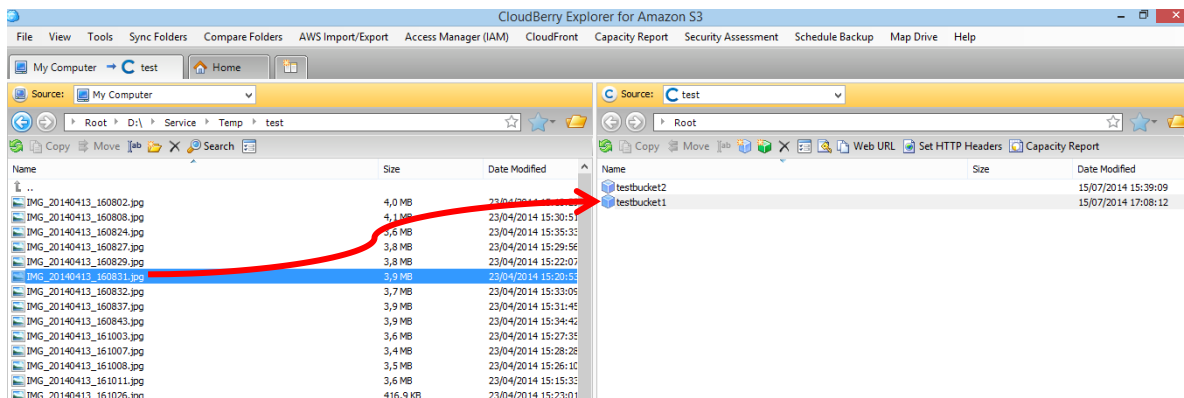 CloudBerry Explorer for Amazon S3
File View Tools Sync Folders Compare Folders AWS Import/Export Access Manager (IAM) CloudFront Capacity Report Security Assessment Schedule Backup Map Drive Help
My Computer → C test Home
Source: My Computer
Root D:\ Service Temp test
Copy Move Search
Name Size Date Modified
..
IMG_20140413_160802.jpg 4,0 MB
IMG_20140413_160808.jpg 4,1 MB 23/04/2014 15:30:51
IMG_20140413_160824.jpg 3,6 MB 23/04/2014 15:35:33
IMG_20140413_160827.jpg 3,8 MB 23/04/2014 15:29:56
IMG_20140413_160829.jpg 3,8 MB 23/04/2014 15:22:07
IMG_20140413_160831.jpg 3,9 MB 23/04/2014 15:20:53
IMG_20140413_160832.jpg 3,7 MB 23/04/2014 15:33:09
IMG_20140413_160837.jpg 3,9 MB 23/04/2014 15:31:45
IMG_20140413_160843.jpg 3,9 MB 23/04/2014 15:34:42
IMG_20140413_161003.jpg 3,6 MB 23/04/2014 15:27:35
IMG_20140413_161007.jpg 3,4 MB 23/04/2014 15:28:28
IMG_20140413_161008.jpg 3,5 MB 23/04/2014 15:26:10
IMG_20140413_161011.jpg 3,6 MB 23/04/2014 15:15:33
IMG_20140413_161026.jpg 416,9 KB 23/04/2014 15:23:01
Source: C test
Root
Copy Move Web URL Set HTTP Headers Capacity Report
Name Size Date Modified
testbucket2 15/07/2014 15:39:09
testbucket1 15/07/2014 17:08:12